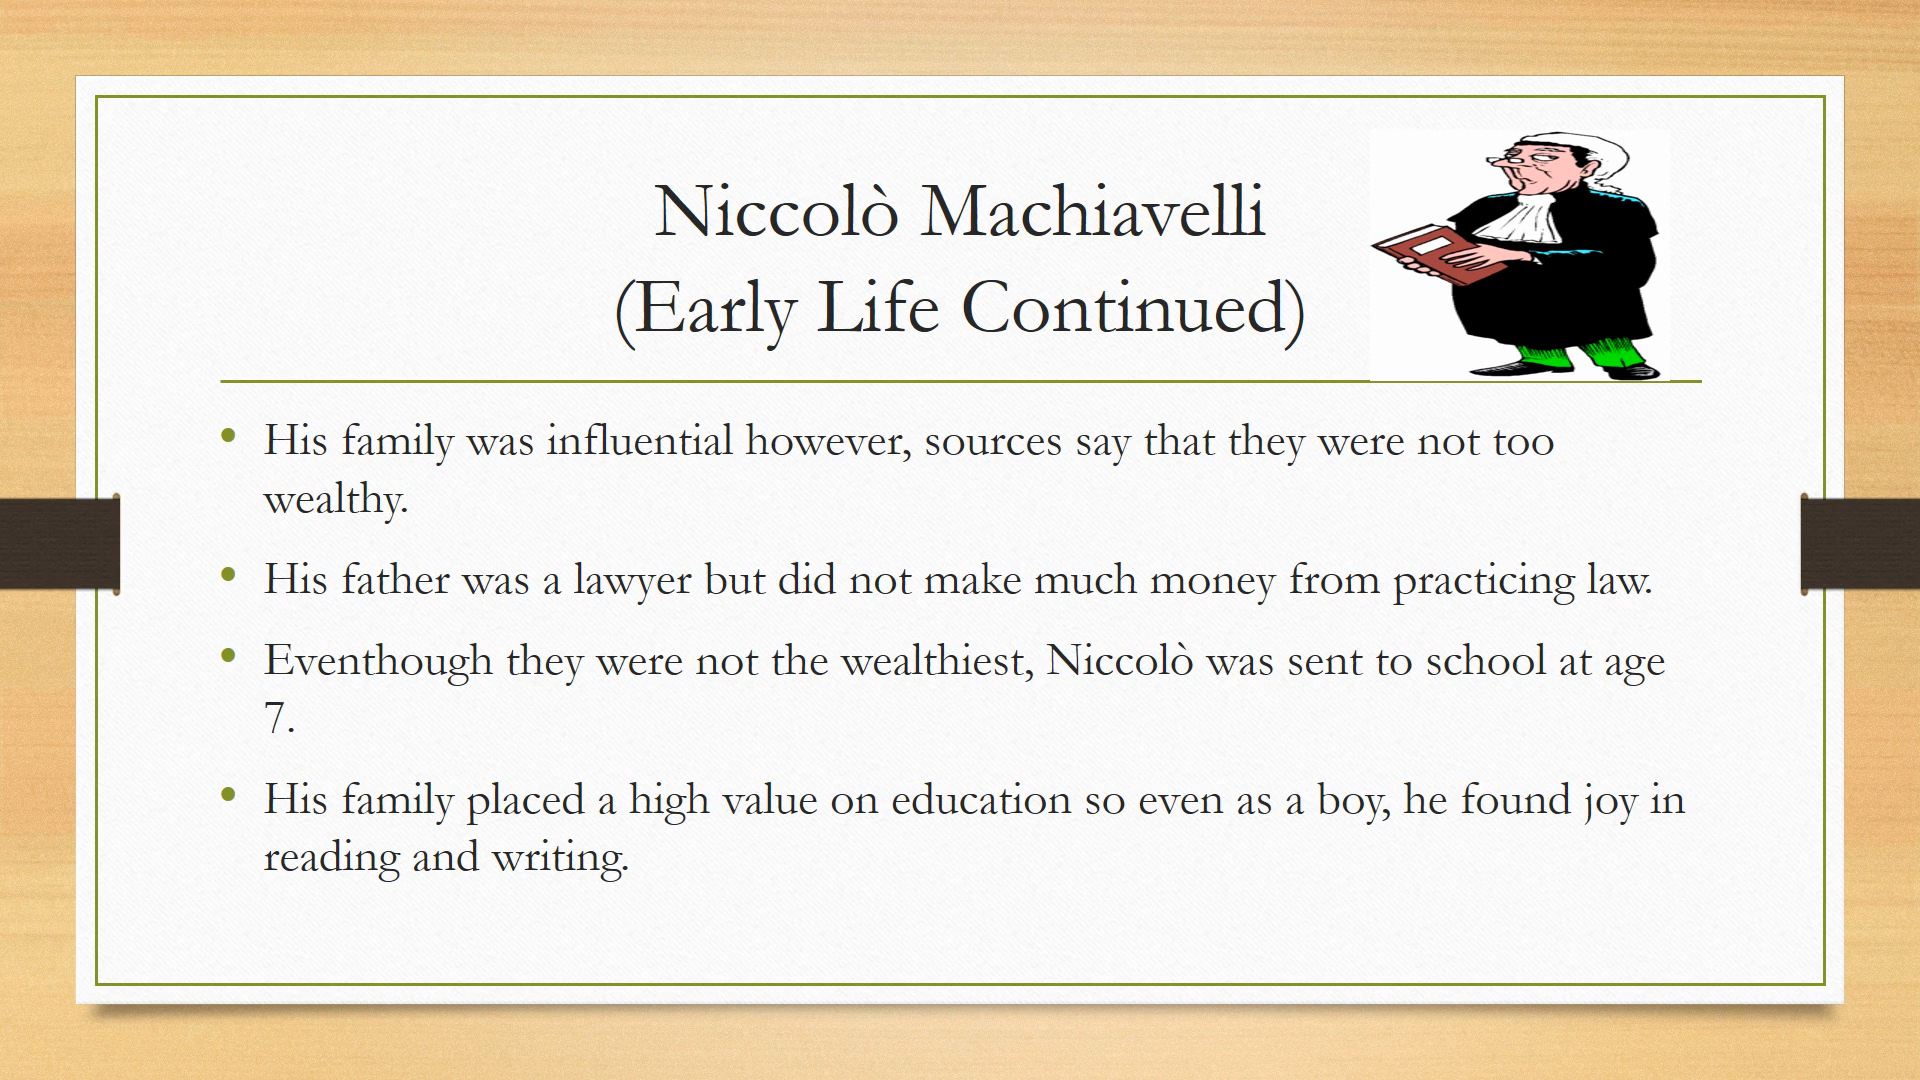 Niccolò Machiavelli
(Early Life Continued)
• His family was influential however, sources say that they were not too
wealthy.
• His father was a lawyer but did not make much money from practicing law.
• Eventhough they were not the wealthiest, Niccolò was sent to school at age
7.
• His family placed a high value on education so even as a boy, he found joy in
reading and writing.